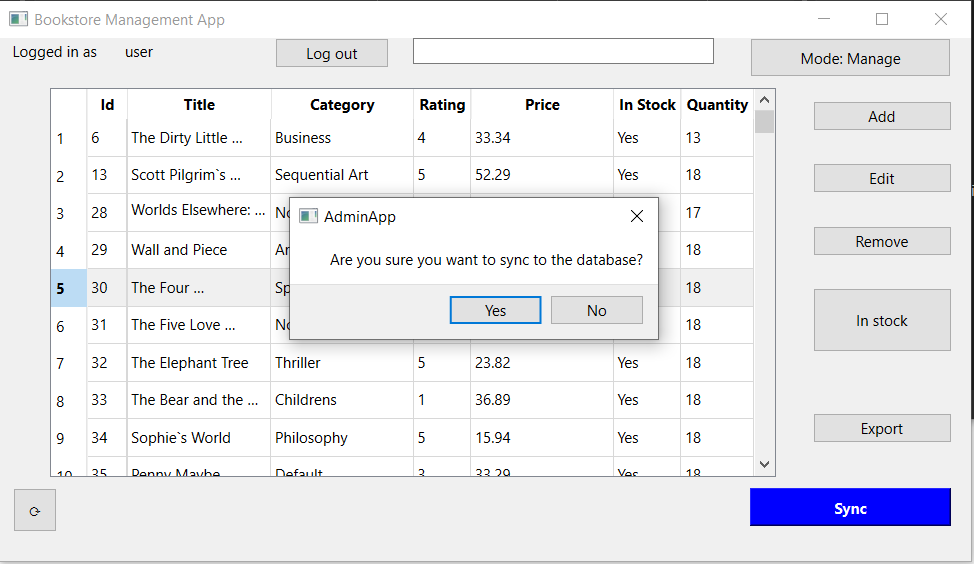 Bookstore Management App
Logged in as user Log out Mode: Manage
Id Title Category Rating Price In Stock Quantity
1 6 The Dirty Little ... Business 4 33.34 Yes 13
2 13 Scott Pilgrim`s ... Sequential Art 5 52.29 Yes 18
3 28 Worlds Elsewhere: ... 17
4 29 Wall and Piece 18
5 30 The Four ... 18
6 31 The Five Love ... 18
7 32 The Elephant Tree Thriller 5 23.82 Yes 18
8 33 The Bear and the ... Childrens 1 36.89 Yes 18
9 34 Sophie`s World Philosophy 5 15.94 Yes 18
10 35 Penny Maybe Default 3 33.29 Yes 18
AdminApp
Are you sure you want to sync to the database?
Yes No
Add
Edit
Remove
In stock
Export
Sync